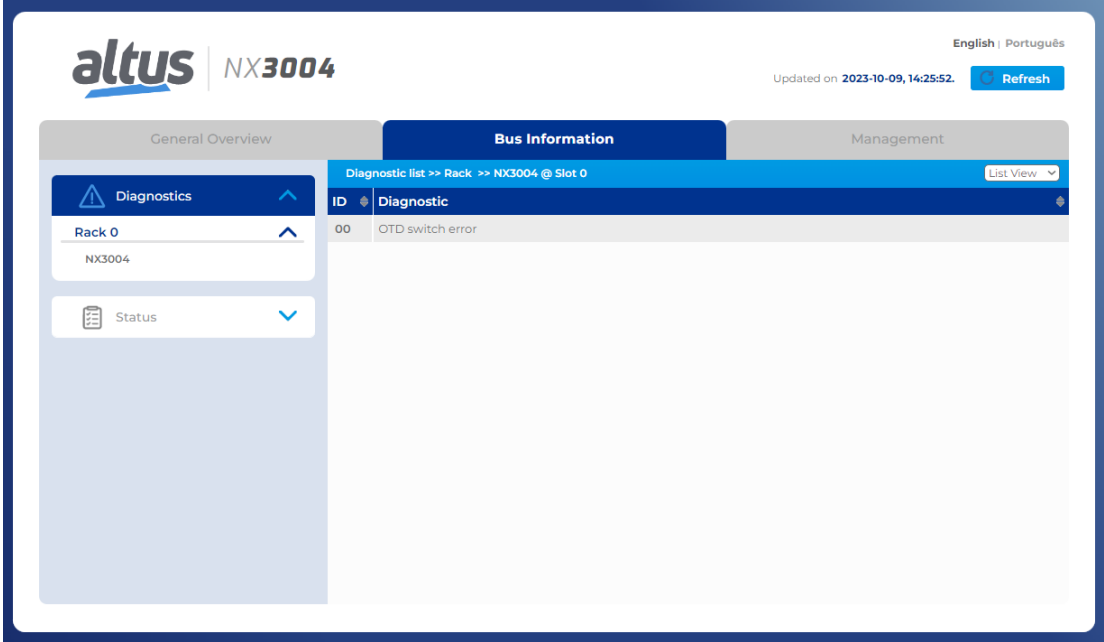 English | Português
altus NX3004
Updated on 2023-10-09, 14:25:52. Refresh
General Overview Bus Information Management
Diagnostic list >> Rack >> NX3004 @ Slot 0 List View
Diagnostics
ID Diagnostic
00 OTD switch error
Rack 0
NX3004
Status